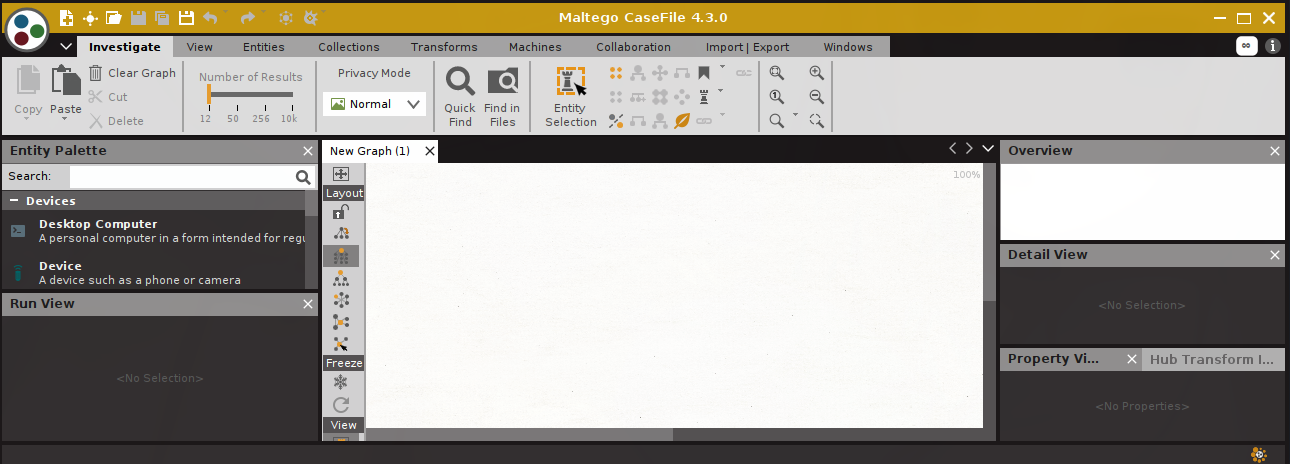 Maltego CaseFile 4.3.0
Investigate View Entities Collections Transforms Machines Collaboration Import | Export Windows
Copy
Paste
Clear Graph
Cut
Delete
Number of Results
12 50 256 10k
Privacy Mode
Normal
Quick
Find
Find in
Files
Entity
Selection
Entity Palette
Search:
Devices
Desktop Computer
A personal computer in a form intended for regu
Device
A device such as a phone or camera
Run View
<No Selection>
New Graph (1)
100%
Layout
Freeze
View
Overview
Detail View
<No Selection>
Property Vi...
Hub Transform I...
<No Properties>